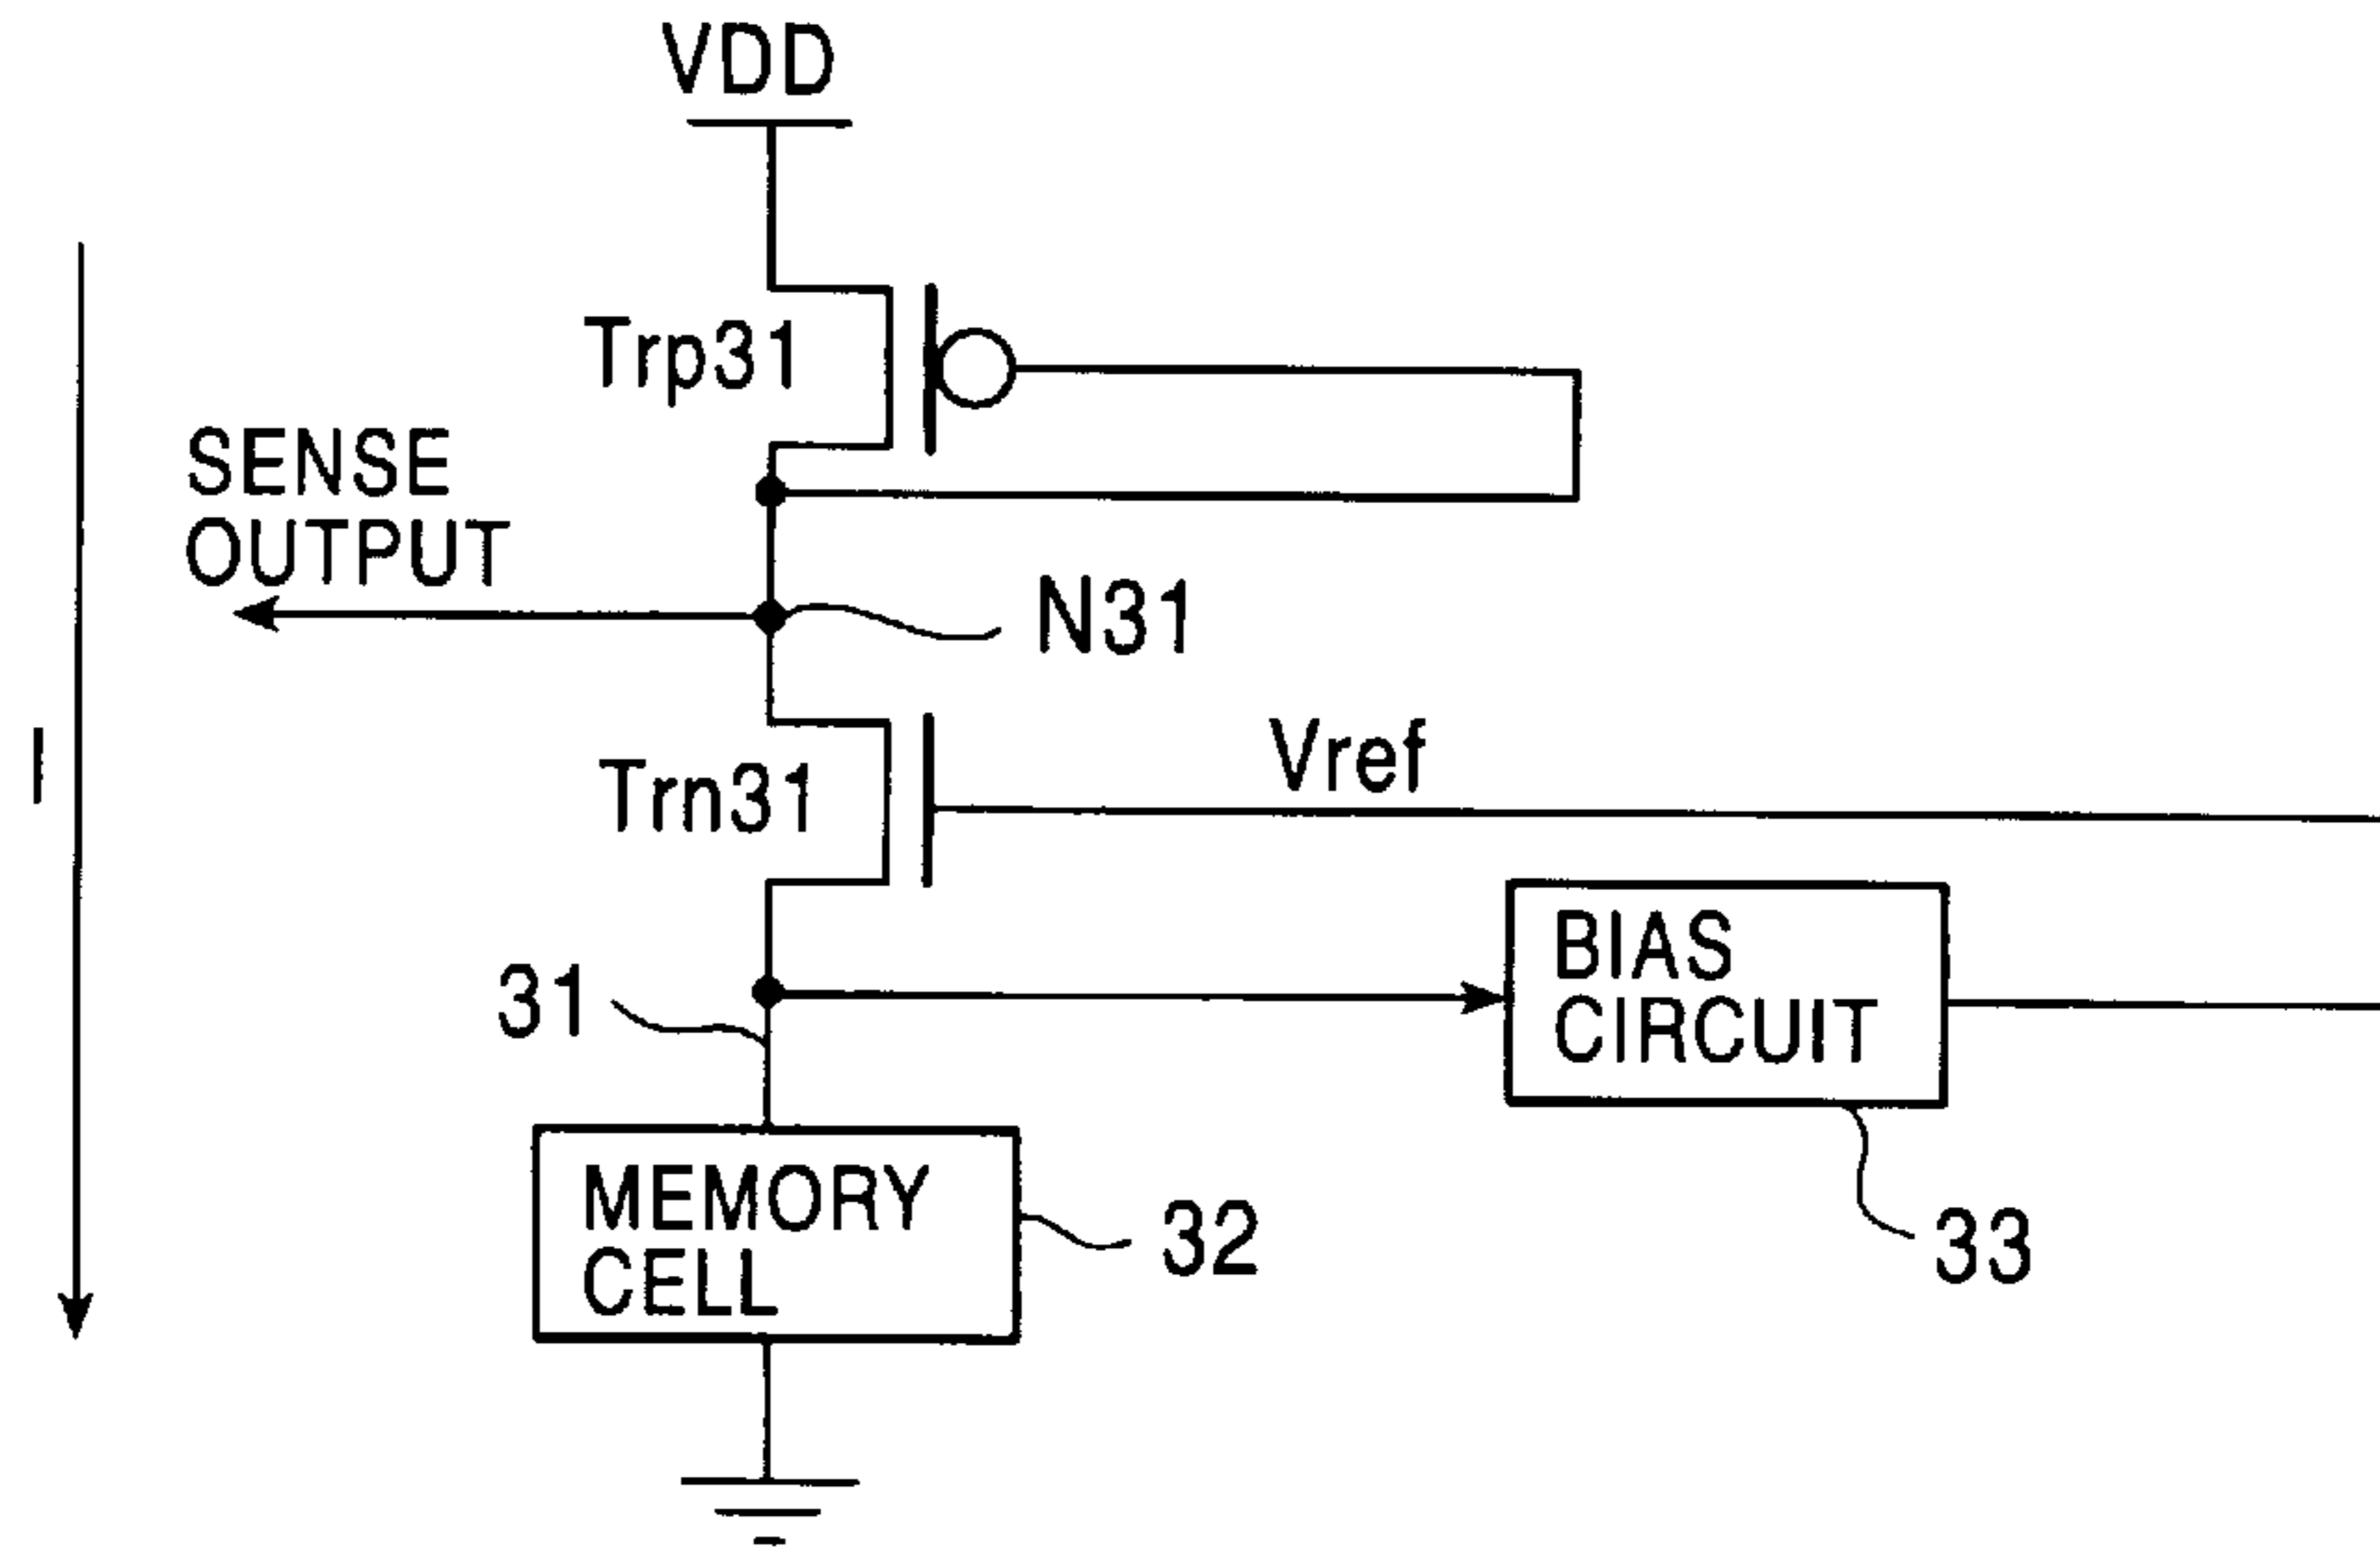 VDD
Trp31
SENSE
OUTPUT
N31
I
Vref
Trn31
BIAS
CIRCUIT
31
MEMORY
CELL
32
33